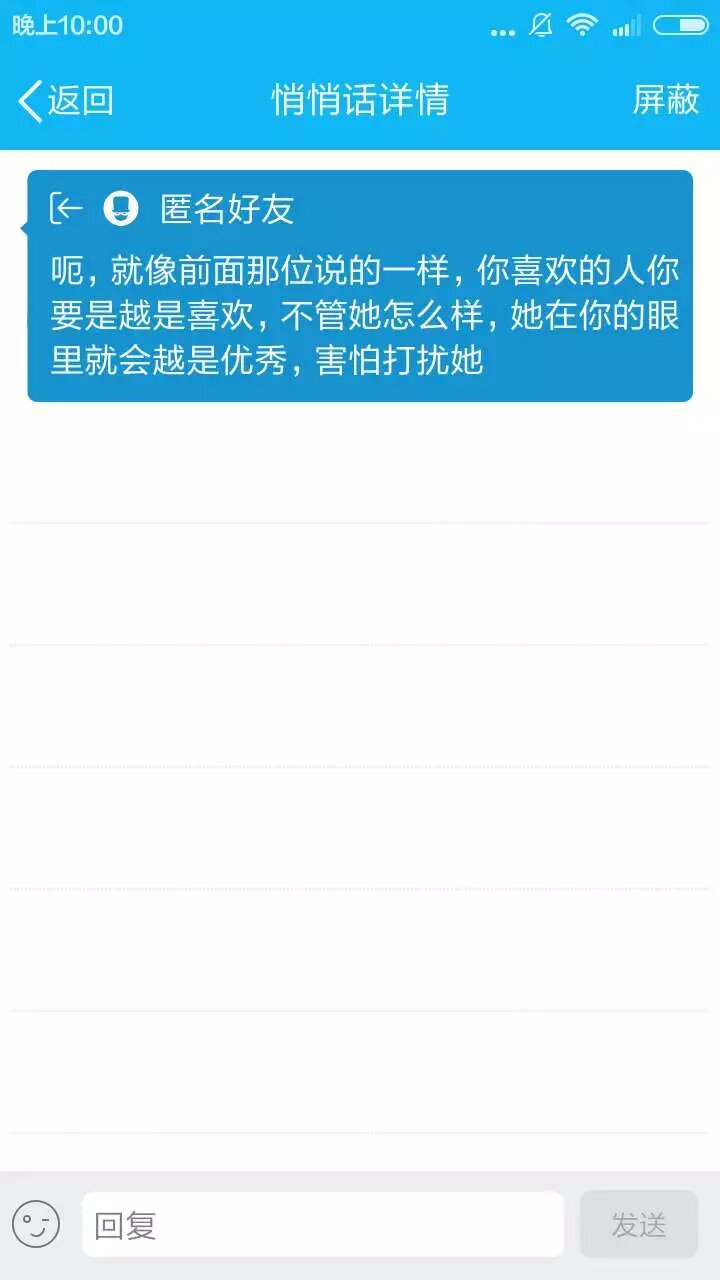 晚上10:00
返回
悄悄话详情
屏蔽
匿名好友
呃，就像前面那位说的一样，你喜欢的人你
要是越是喜欢，不管她怎么样，她在你的眼
里就会越是优秀，害怕打扰她
回复
发送